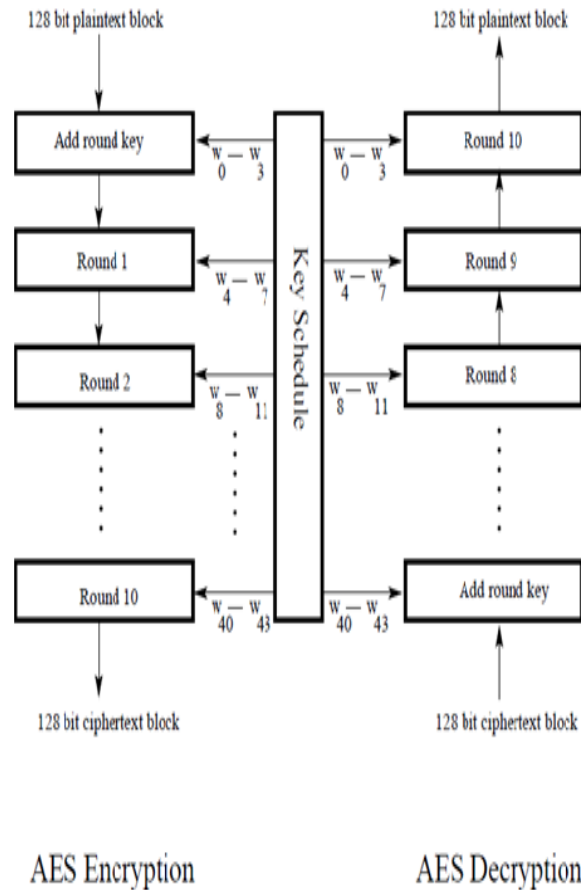 128 bit plaintext block
128 bit plaintext block
Add round key
w — w
0 3
w — w
0 3
Round 10
Round 1
w — w
4 7
Key Schedule
w — w
4 7
Round 9
Round 2
w — w
8 11
w — w
8 11
Round 8
Round 10
w — w
40 43
w — w
40 43
Add round key
128 bit ciphertext block
128 bit ciphertext block
AES Encryption
AES Decryption